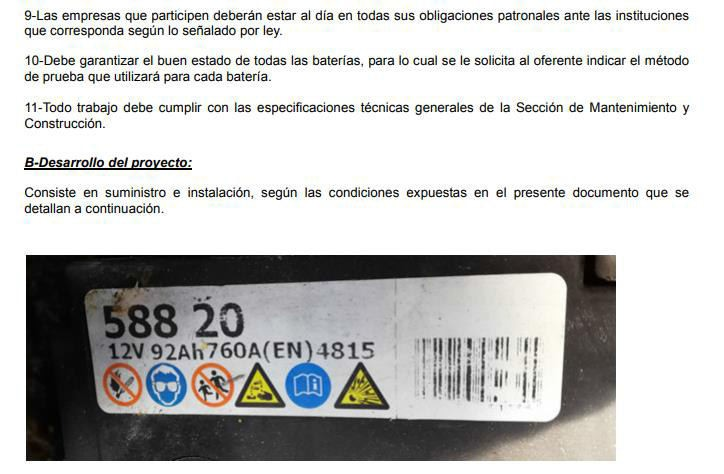 9-Las empresas que participen deberán estar al día en todas sus obligaciones patronales ante las instituciones
que corresponda según lo señalado por ley.
10-Debe garantizar el buen estado de todas las baterías, para lo cual se le solicita al oferente indicar el método
de prueba que utilizará para cada batería.
11-Todo trabajo debe cumplir con las especificaciones técnicas generales de la Sección de Mantenimiento y
Construcción.
B-Desarrollo del proyecto:
Consiste en suministro e instalación, según las condiciones expuestas en el presente documento que se
detallan a continuación.
588 20
12V 92Ah760A(EN)4815